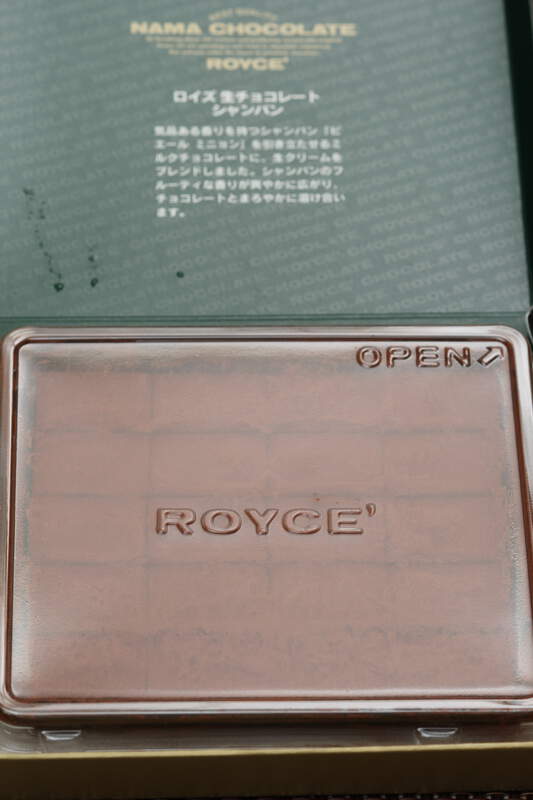 NAMA CHOCOLATE
ROYCE'
ロイズ 生チョコレート
シャンパン
気品ある香りを持つシャンパン「ピ
エール ミニョン」を引き立たせるミ
ルクチョコレートに、生クリームを
ブレンドしました。シャンパンのフ
ルーティな香りが爽やかに広がり、
チョコレートとまろやかに溶け合い
ます。
OPEN
ROYCE'